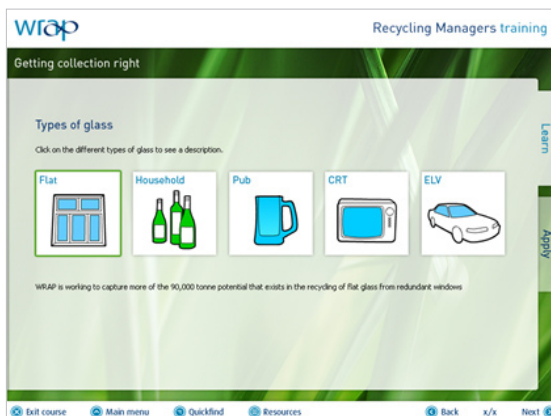 wrap
Recycling Managers training
Getting collection right
Learn
Types of glass
Click on the different types of glass to see a description.
Flat
Household
Pub
CRT
ELV
Apply
WRAP is working to capture more of the 90,000 tonne potential that exists in the recycling of flat glass from redundant windows
Exit course
Main menu
Quickfind
Resources
Back
x/x
Next